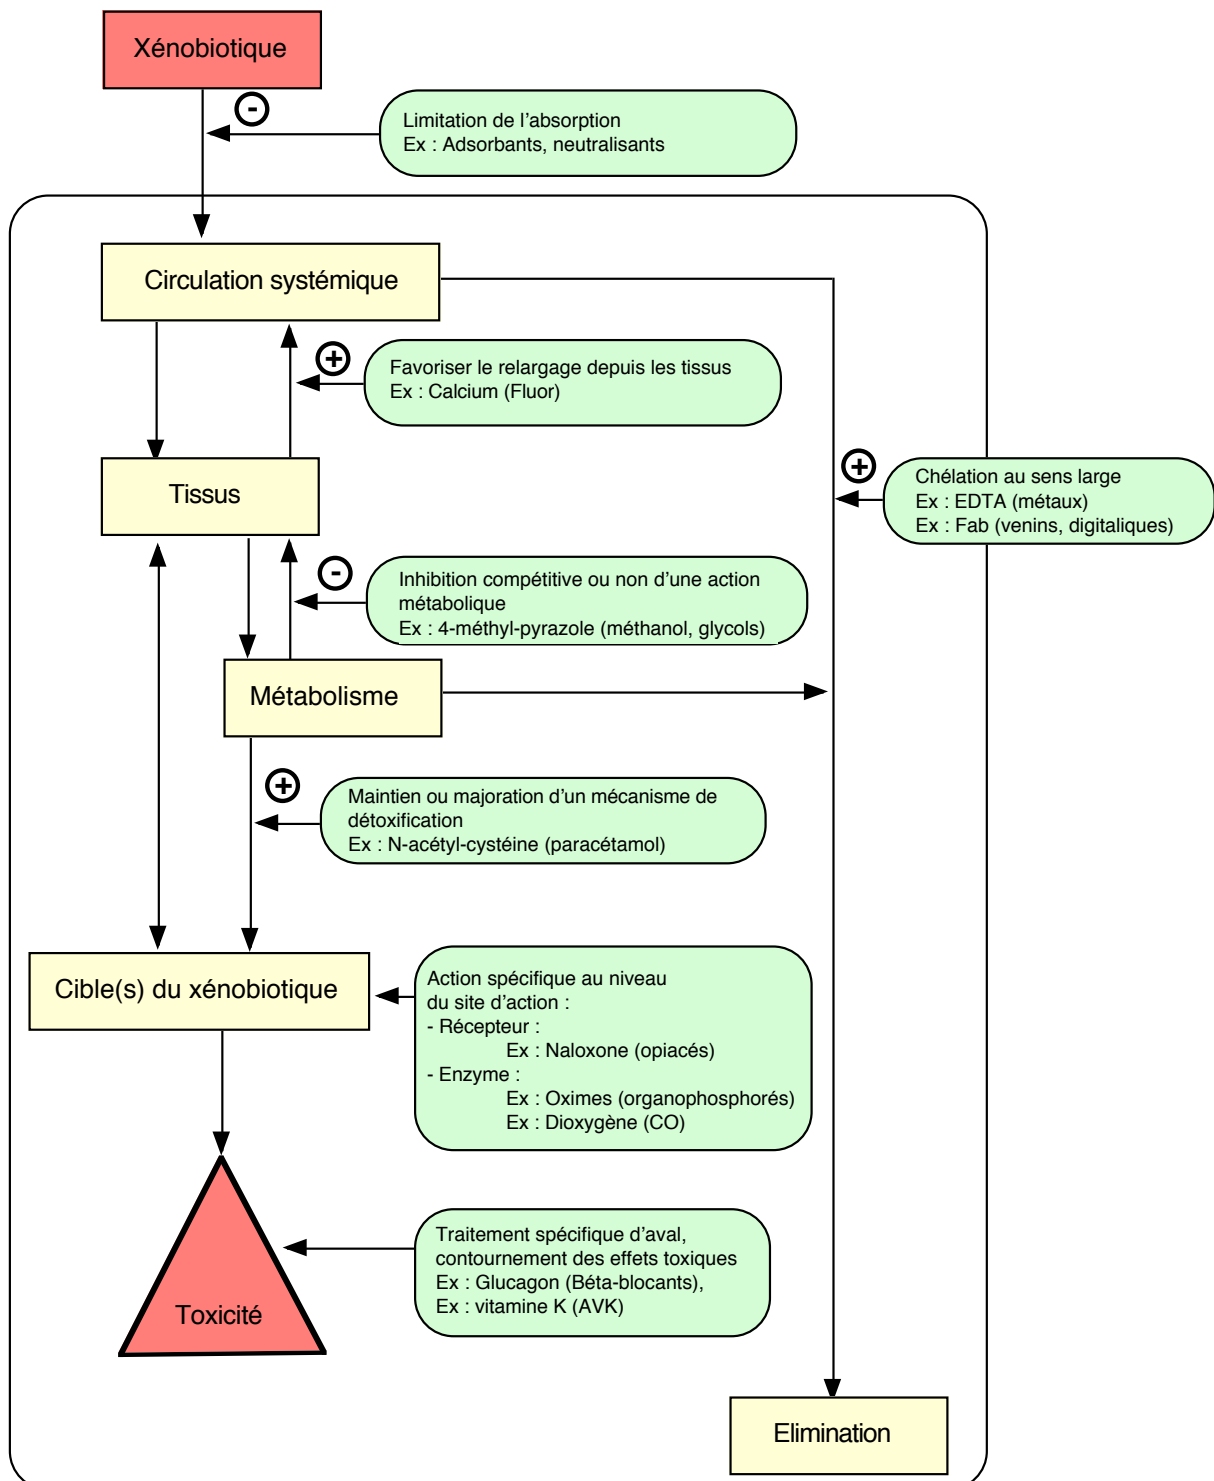 Xénobiotique
-
Limitation de l'absorption
Ex : Adsorbants, neutralisants
Circulation systémique
+
Favoriser le relargage depuis les tissus
Ex : Calcium (Fluor)
Tissus
+
Chélation au sens large
Ex : EDTA (métaux)
Ex : Fab (venins, digitaliques)
-
Inhibition compétitive ou non d'une action
métabolique
Ex : 4-méthyl-pyrazole (méthanol, glycols)
Métabolisme
+
Maintien ou majoration d'un mécanisme de
détoxification
Ex : N-acétyl-cystéine (paracétamol)
Cible(s) du xénobiotique
Action spécifique au niveau
du site d'action :
- Récepteur :
Ex : Naloxone (opiacés)
- Enzyme :
Ex : Oximes (organophosphorés)
Ex : Dioxygène (CO)
Toxicité
Traitement spécifique d'aval,
contournement des effets toxiques
Ex : Glucagon (Béta-blocants),
Ex : vitamine K (AVK)
Elimination